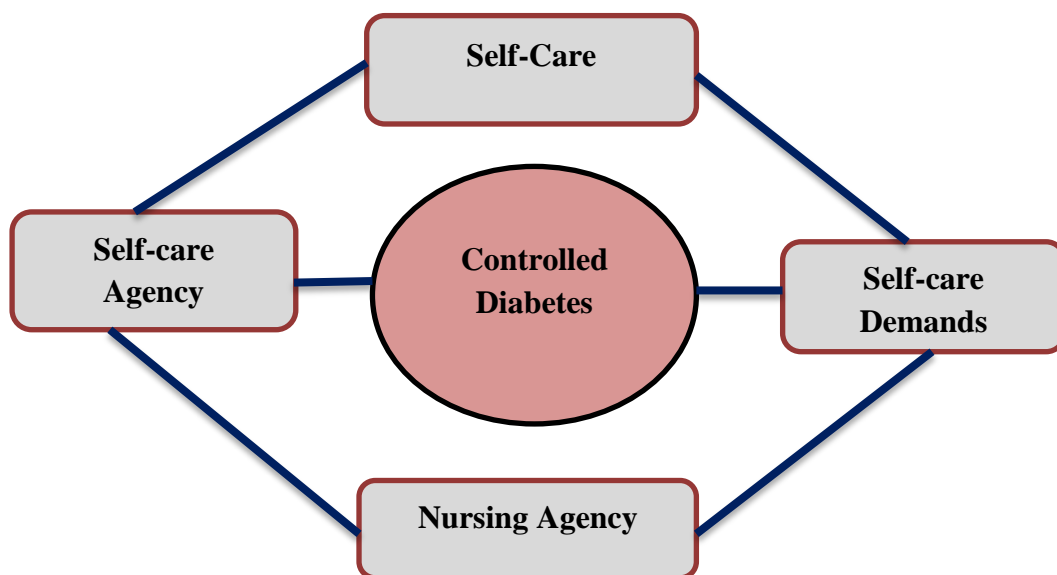 Self-Care
Self-care
Agency
Controlled
Diabetes
Self-care
Demands
Nursing Agency